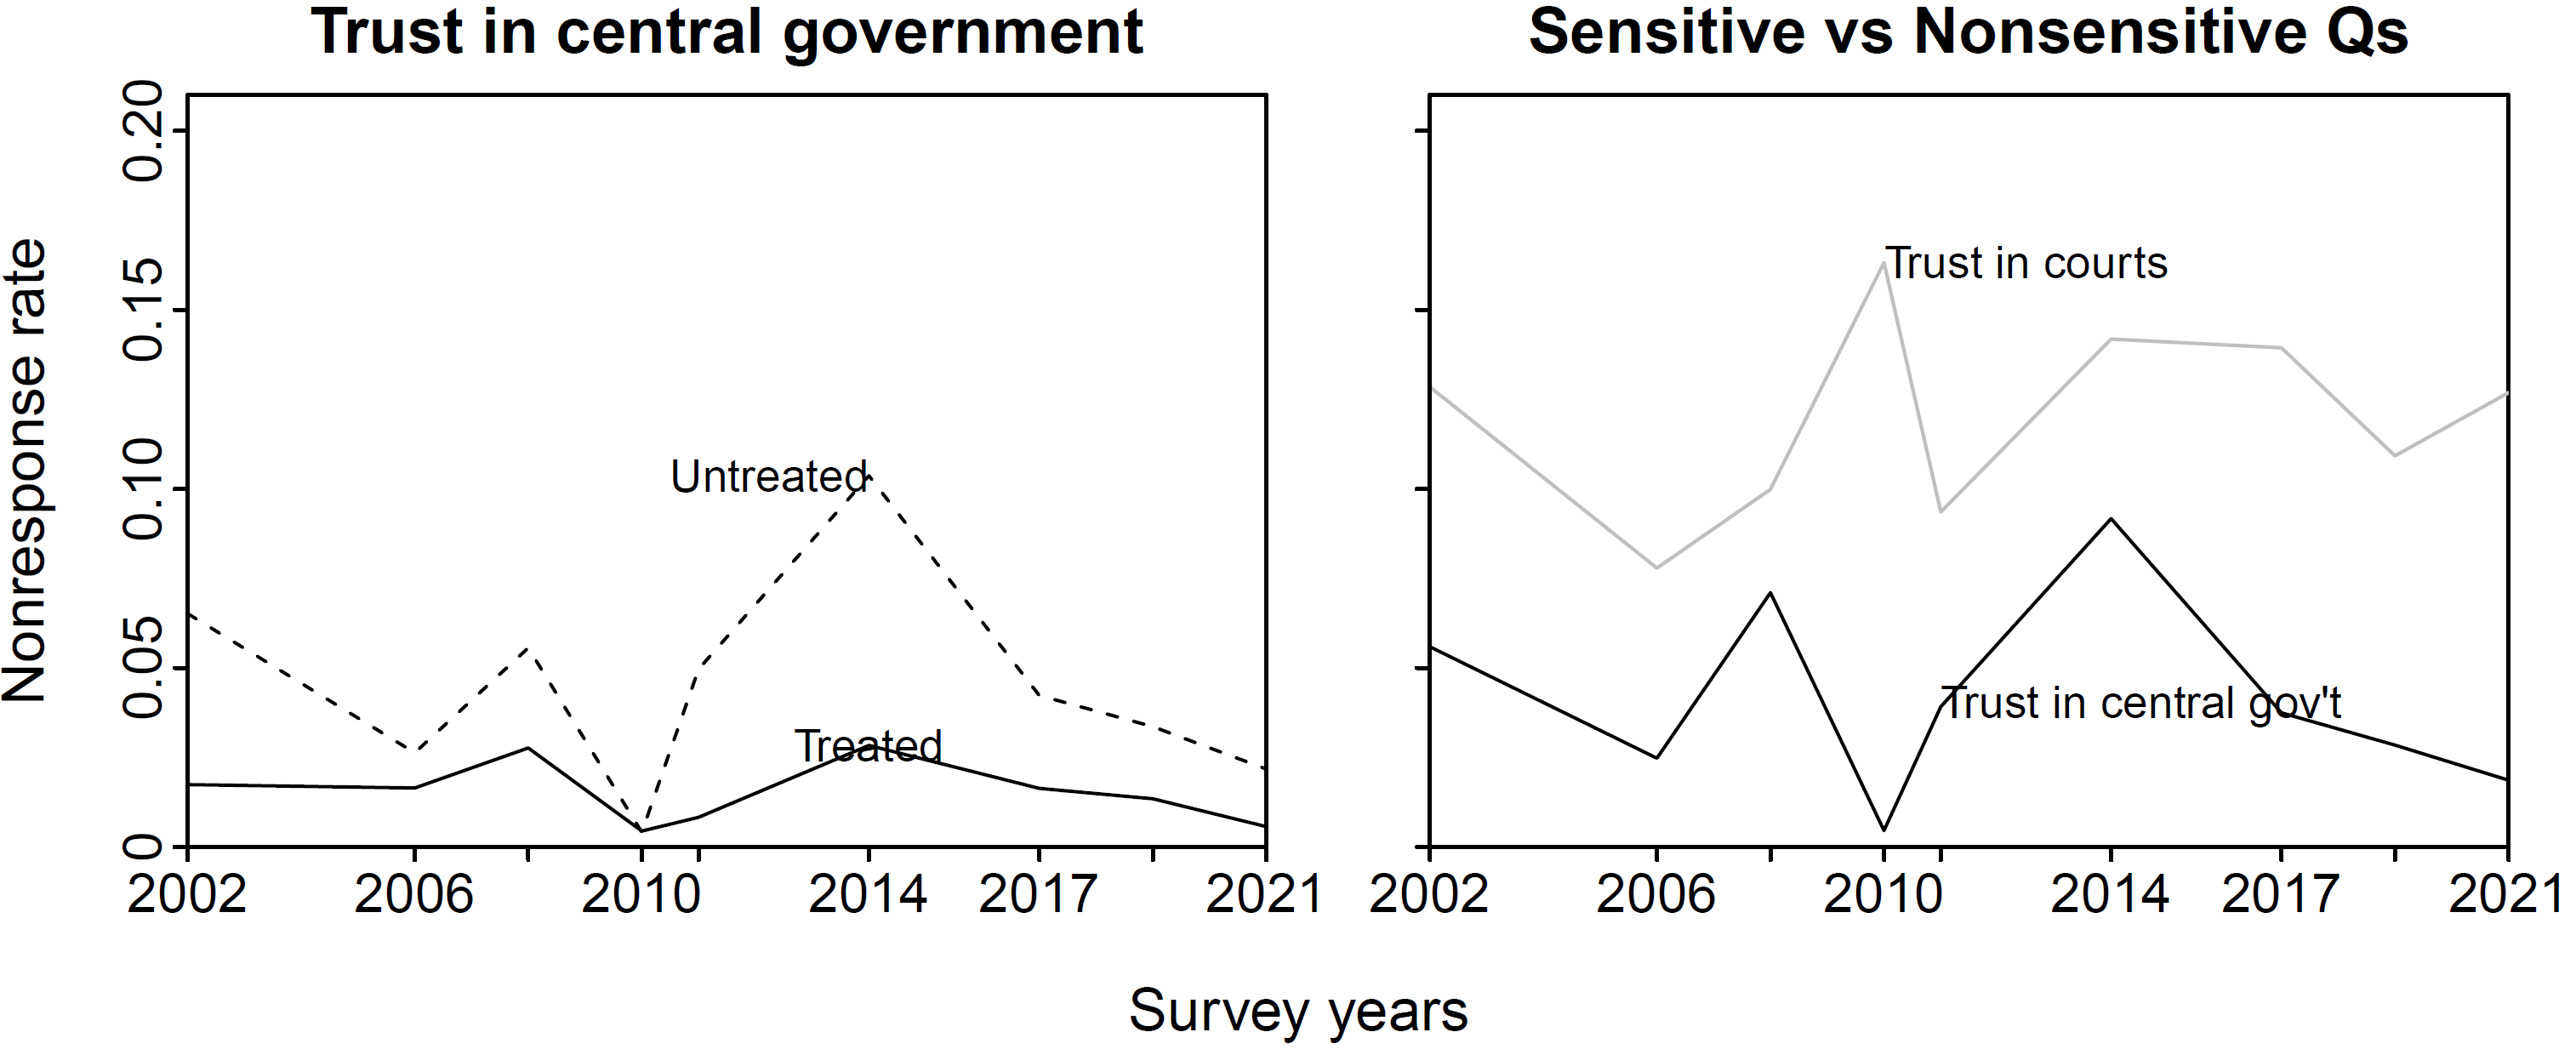 Trust in central government
Sensitive vs Nonsensitive Qs
Nonresponse rate
0.20
0.15
0.10
0.05
0
Untreated
Treated
2002 2006 2010 2014 2017 2021
Trust in courts
Trust in central gov't
2002 2006 2010 2014 2017 2021
Survey years